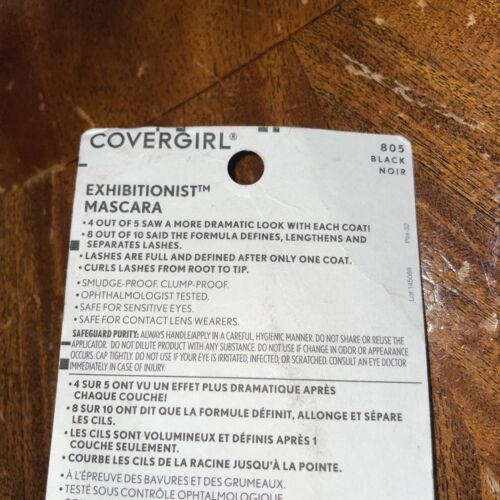 COVERGIRL®
805
BLACK
NOIR
EXHIBITIONIST™
MASCARA
• 4 OUT OF 5 SAW A MORE DRAMATIC LOOK WITH EACH COAT!
• 8 OUT OF 10 SAID THE FORMULA DEFINES, LENGTHENS AND
SEPARATES LASHES.
• LASHES ARE FULL AND DEFINED AFTER ONLY ONE COAT.
• CURLS LASHES FROM ROOT TO TIP.
• SMUDGE-PROOF. CLUMP-PROOF.
• OPHTHALMOLOGIST TESTED.
• SAFE FOR SENSITIVE EYES.
• SAFE FOR CONTACT LENS WEARERS.
Pos:32
Lot:145088
SAFEGUARD PURITY: ALWAYS HANDLE/APPLY IN A CAREFUL, HYGIENIC MANNER. DO NOT SHARE OR REUSE THE
APPLICATOR. DO NOT DILUTE PRODUCT WITH ANY SUBSTANCE. DO NOT USE IF CHANGE IN ODOR OR APPEARANCE
OCCURS. CAP TIGHTLY. DO NOT USE IF YOUR EYE IS IRRITATED, INFECTED, OR SCRATCHED. CONSULT AN EYE DOCTOR
IMMEDIATELY IN CASE OF INJURY.
• 4 SUR 5 ONT VU UN EFFET PLUS DRAMATIQUE APRÈS
CHAQUE COUCHE!
• 8 SUR 10 ONT DIT QUE LA FORMULE DÉFINIT, ALLONGE ET SÉPARE
LES CILS.
• LES CILS SONT VOLUMINEUX ET DÉFINIS APRÈS 1
COUCHE SEULEMENT.
• COURBE LES CILS DE LA RACINE JUSQU'À LA POINTE.
• À L'ÉPREUVE DES BAVURES ET DES GRUMEAUX.
• TESTÉ SOUS CONTRÔLE OPHTALMOLOGIQUE.